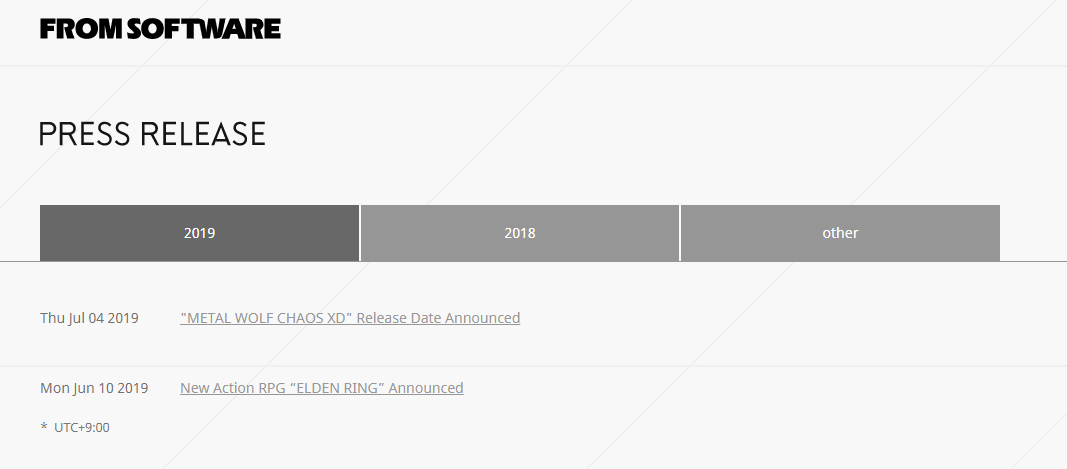 FROM SOFTWARE
PRESS RELEASE
2019 2018 other
Thu Jul 04 2019 "METAL WOLF CHAOS XD" Release Date Announced
Mon Jun 10 2019 New Action RPG “ELDEN RING” Announced
* UTC+9:00